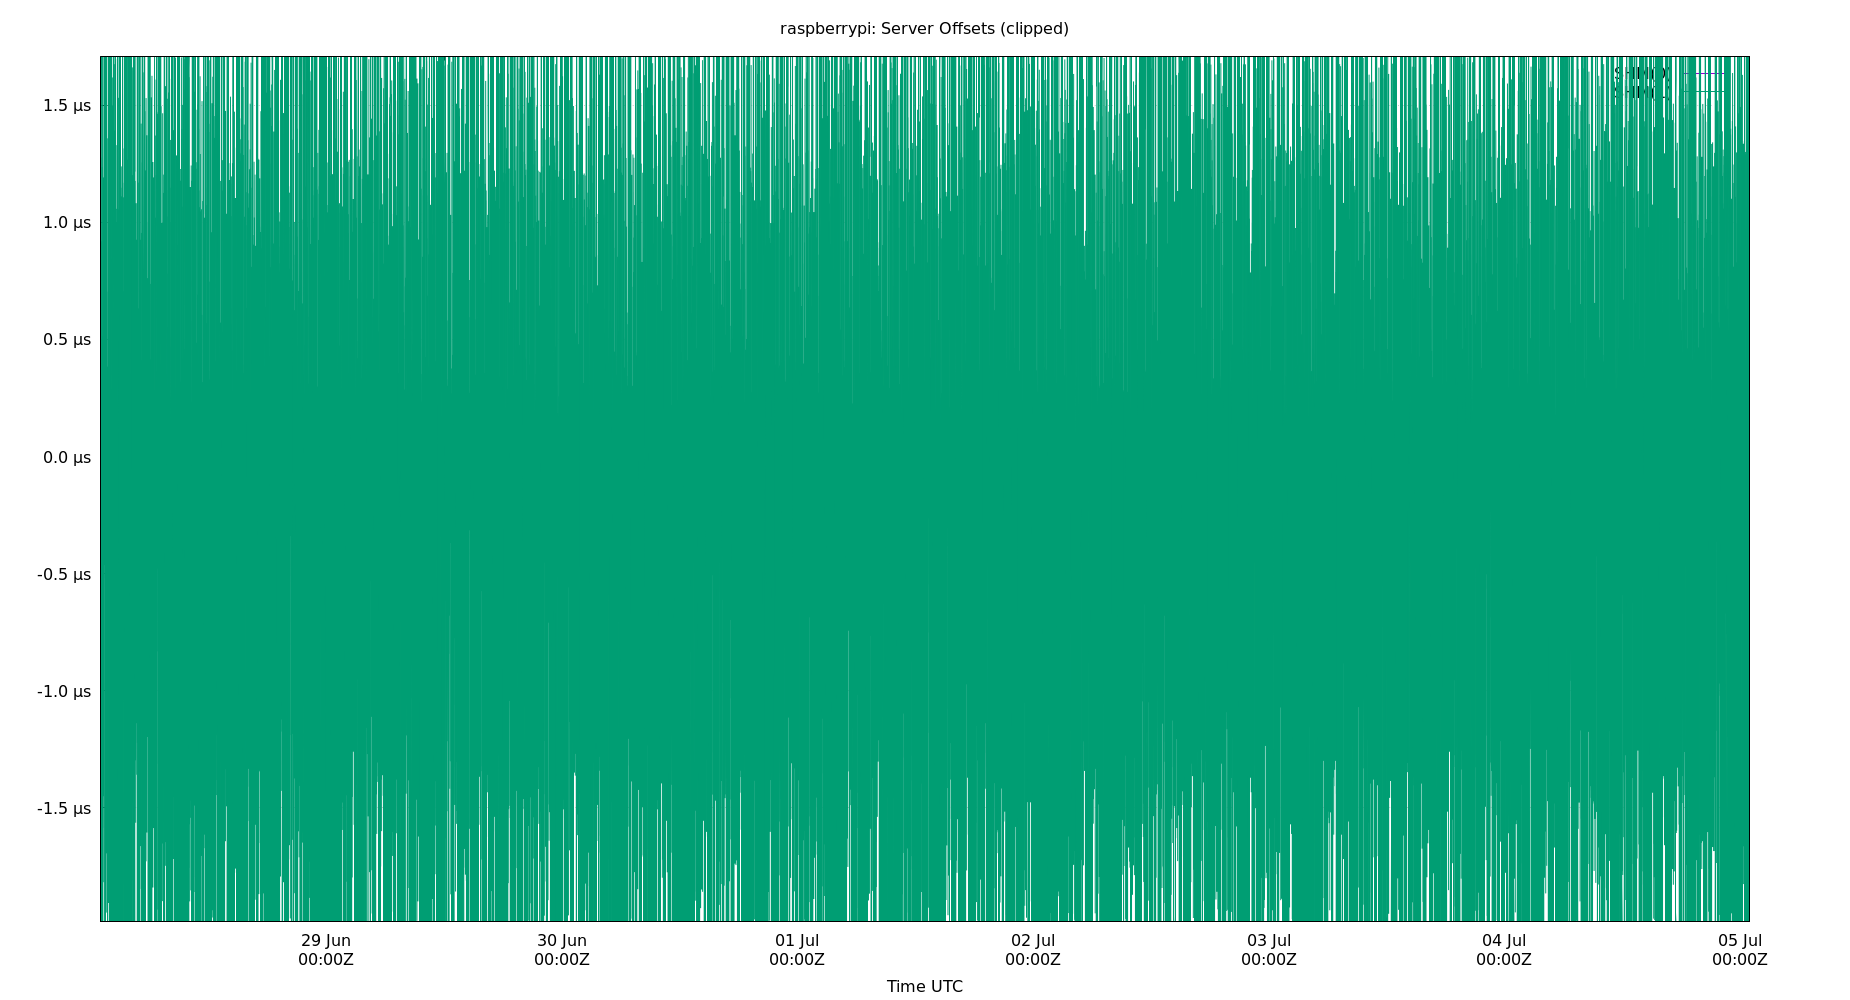 raspberrypi: Server Offsets (clipped)
1.5 µs
1.0 µs
0.5 µs
0.0 µs
-0.5 µs
-1.0 µs
-1.5 µs
29 Jun
00:00Z
30 Jun
00:00Z
01 Jul
00:00Z
02 Jul
00:00Z
03 Jul
00:00Z
04 Jul
00:00Z
05 Jul
00:00Z
Time UTC